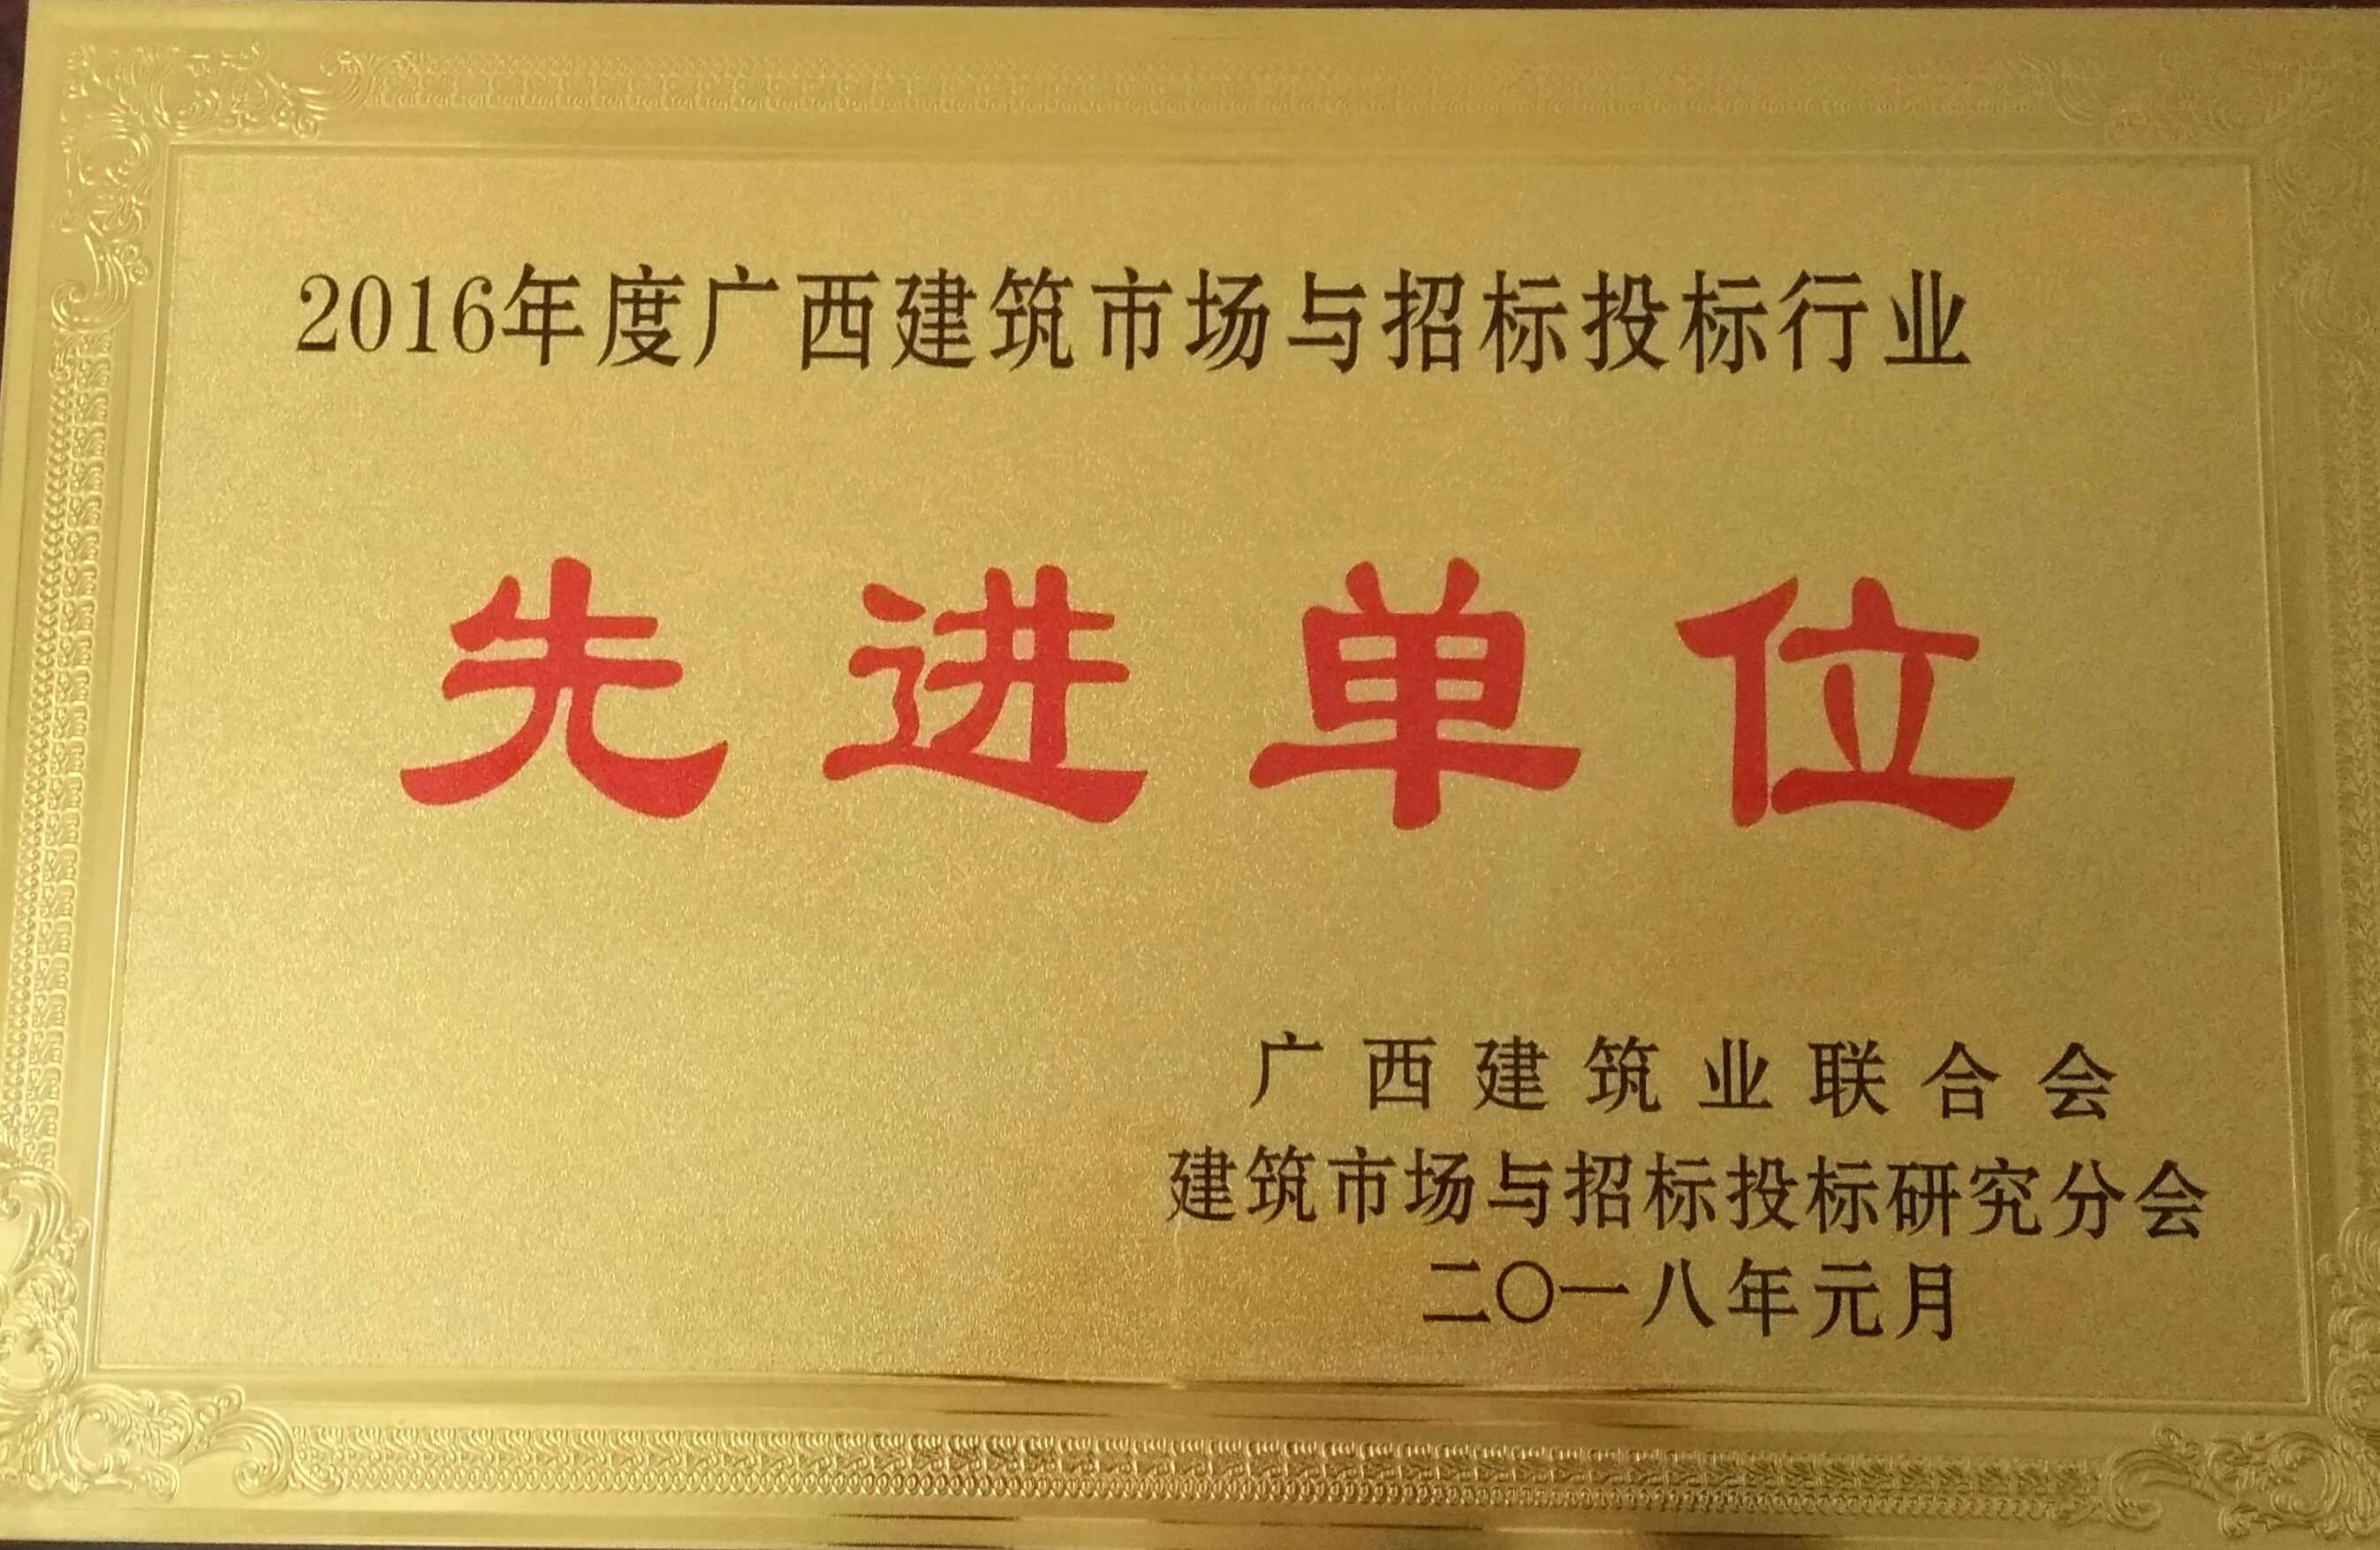 2016年度广西建筑市场与招标投标行业
先进单位
广西建筑业联合会
建筑市场与招标投标研究分会
二〇一八年元月